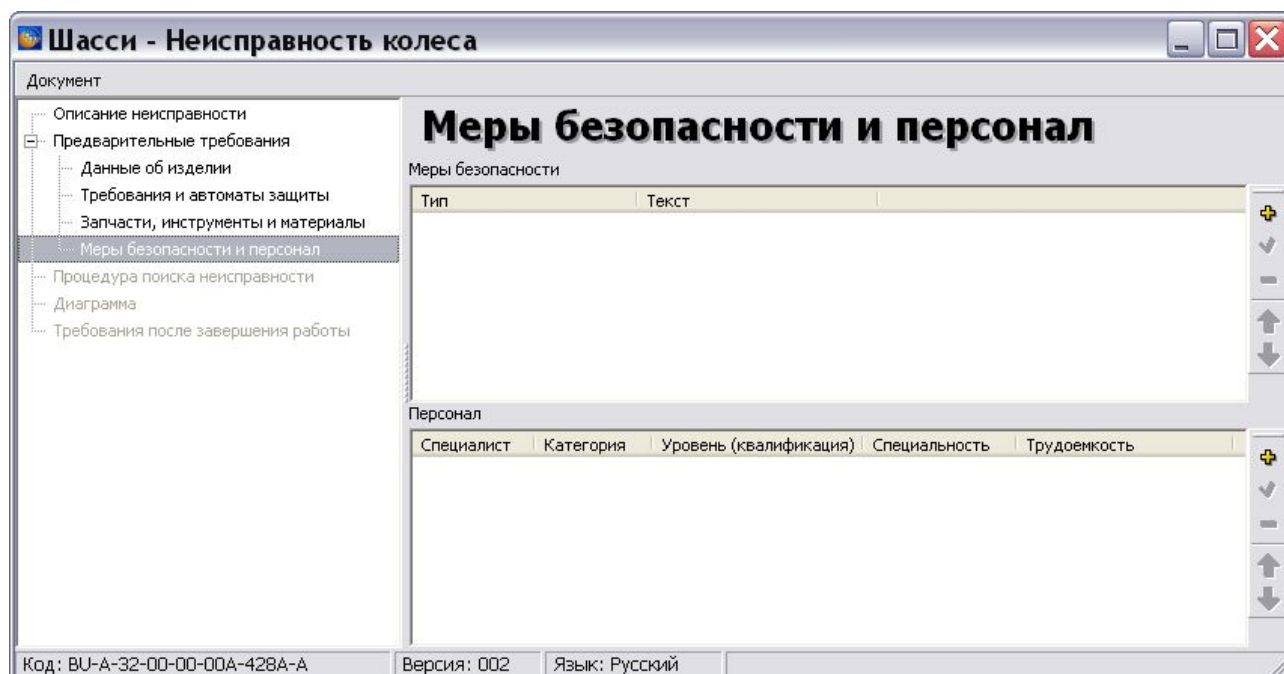 Шасси - Неисправность колеса
Документ
Описание неисправности
Предварительные требования
Данные об изделии
Требования и автоматы защиты
Запчасти, инструменты и материалы
Меры безопасности и персонал
Процедура поиска неисправности
Диаграмма
Требования после завершения работы
Меры безопасности и персонал
Меры безопасности
Тип Текст
Персонал
Специалист Категория Уровень (квалификация) Специальность Трудоемкость
Код: BU-A-32-00-00-00A-428A-A Версия: 002 Язык: Русский